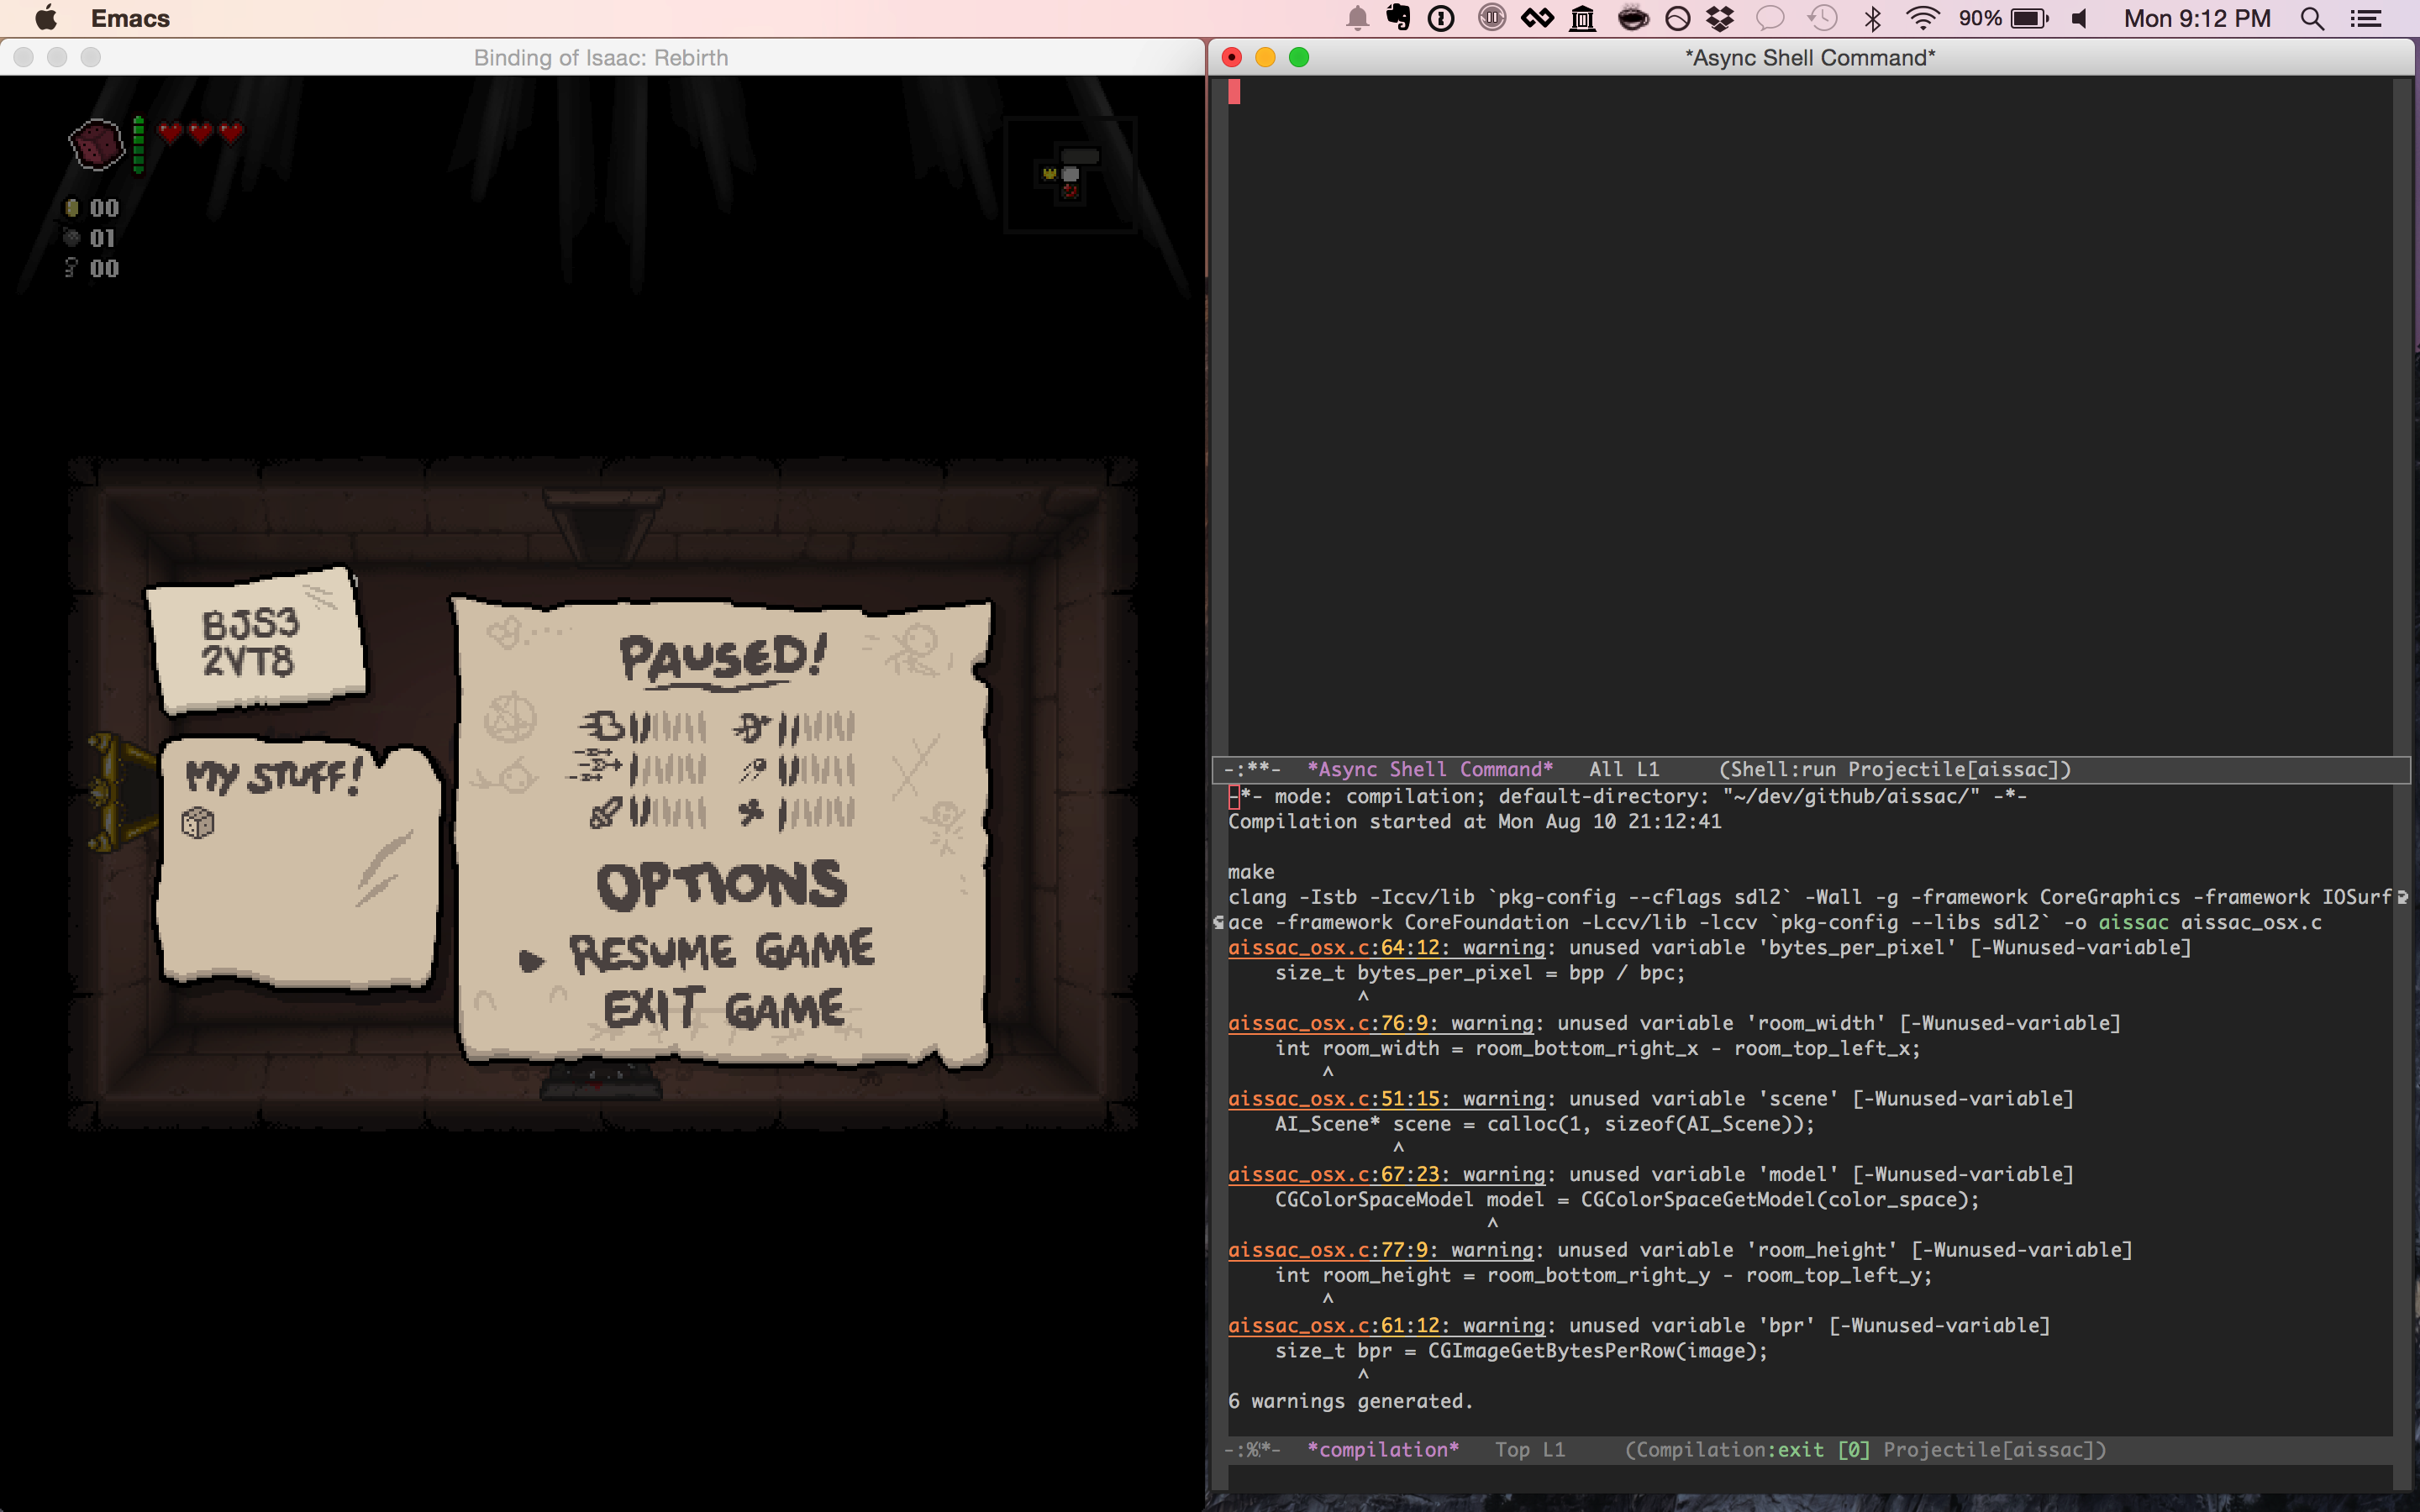 Emacs
90%
Mon 9:12 PM
Binding of Isaac: Rebirth
00
01
00
BJS3
2VT8
MY STUFF!
PAUSED!
OPTIONS
RESUME GAME
EXIT GAME
*Async Shell Command*
-:**-  *Async Shell Command*   All L1     (Shell:run Projectile[aissac])
-*- mode: compilation; default-directory: "~/dev/github/aissac/" -*-
Compilation started at Mon Aug 10 21:12:41
make
clang -Istb -Iccv/lib `pkg-config --cflags sdl2` -Wall -g -framework CoreGraphics -framework IOSurf
ace -framework CoreFoundation -Lccv/lib -lccv `pkg-config --libs sdl2` -o aissac aissac_osx.c
aissac_osx.c:64:12: warning: unused variable 'bytes_per_pixel' [-Wunused-variable]
    size_t bytes_per_pixel = bpp / bpc;
           ^
aissac_osx.c:76:9: warning: unused variable 'room_width' [-Wunused-variable]
    int room_width = room_bottom_right_x - room_top_left_x;
        ^
aissac_osx.c:51:15: warning: unused variable 'scene' [-Wunused-variable]
    AI_Scene* scene = calloc(1, sizeof(AI_Scene));
              ^
aissac_osx.c:67:23: warning: unused variable 'model' [-Wunused-variable]
    CGColorSpaceModel model = CGColorSpaceGetModel(color_space);
                      ^
aissac_osx.c:77:9: warning: unused variable 'room_height' [-Wunused-variable]
    int room_height = room_bottom_right_y - room_top_left_y;
        ^
aissac_osx.c:61:12: warning: unused variable 'bpr' [-Wunused-variable]
    size_t bpr = CGImageGetBytesPerRow(image);
           ^
6 warnings generated.
-:%*-  *compilation*   Top L1     (Compilation:exit [0] Projectile[aissac])